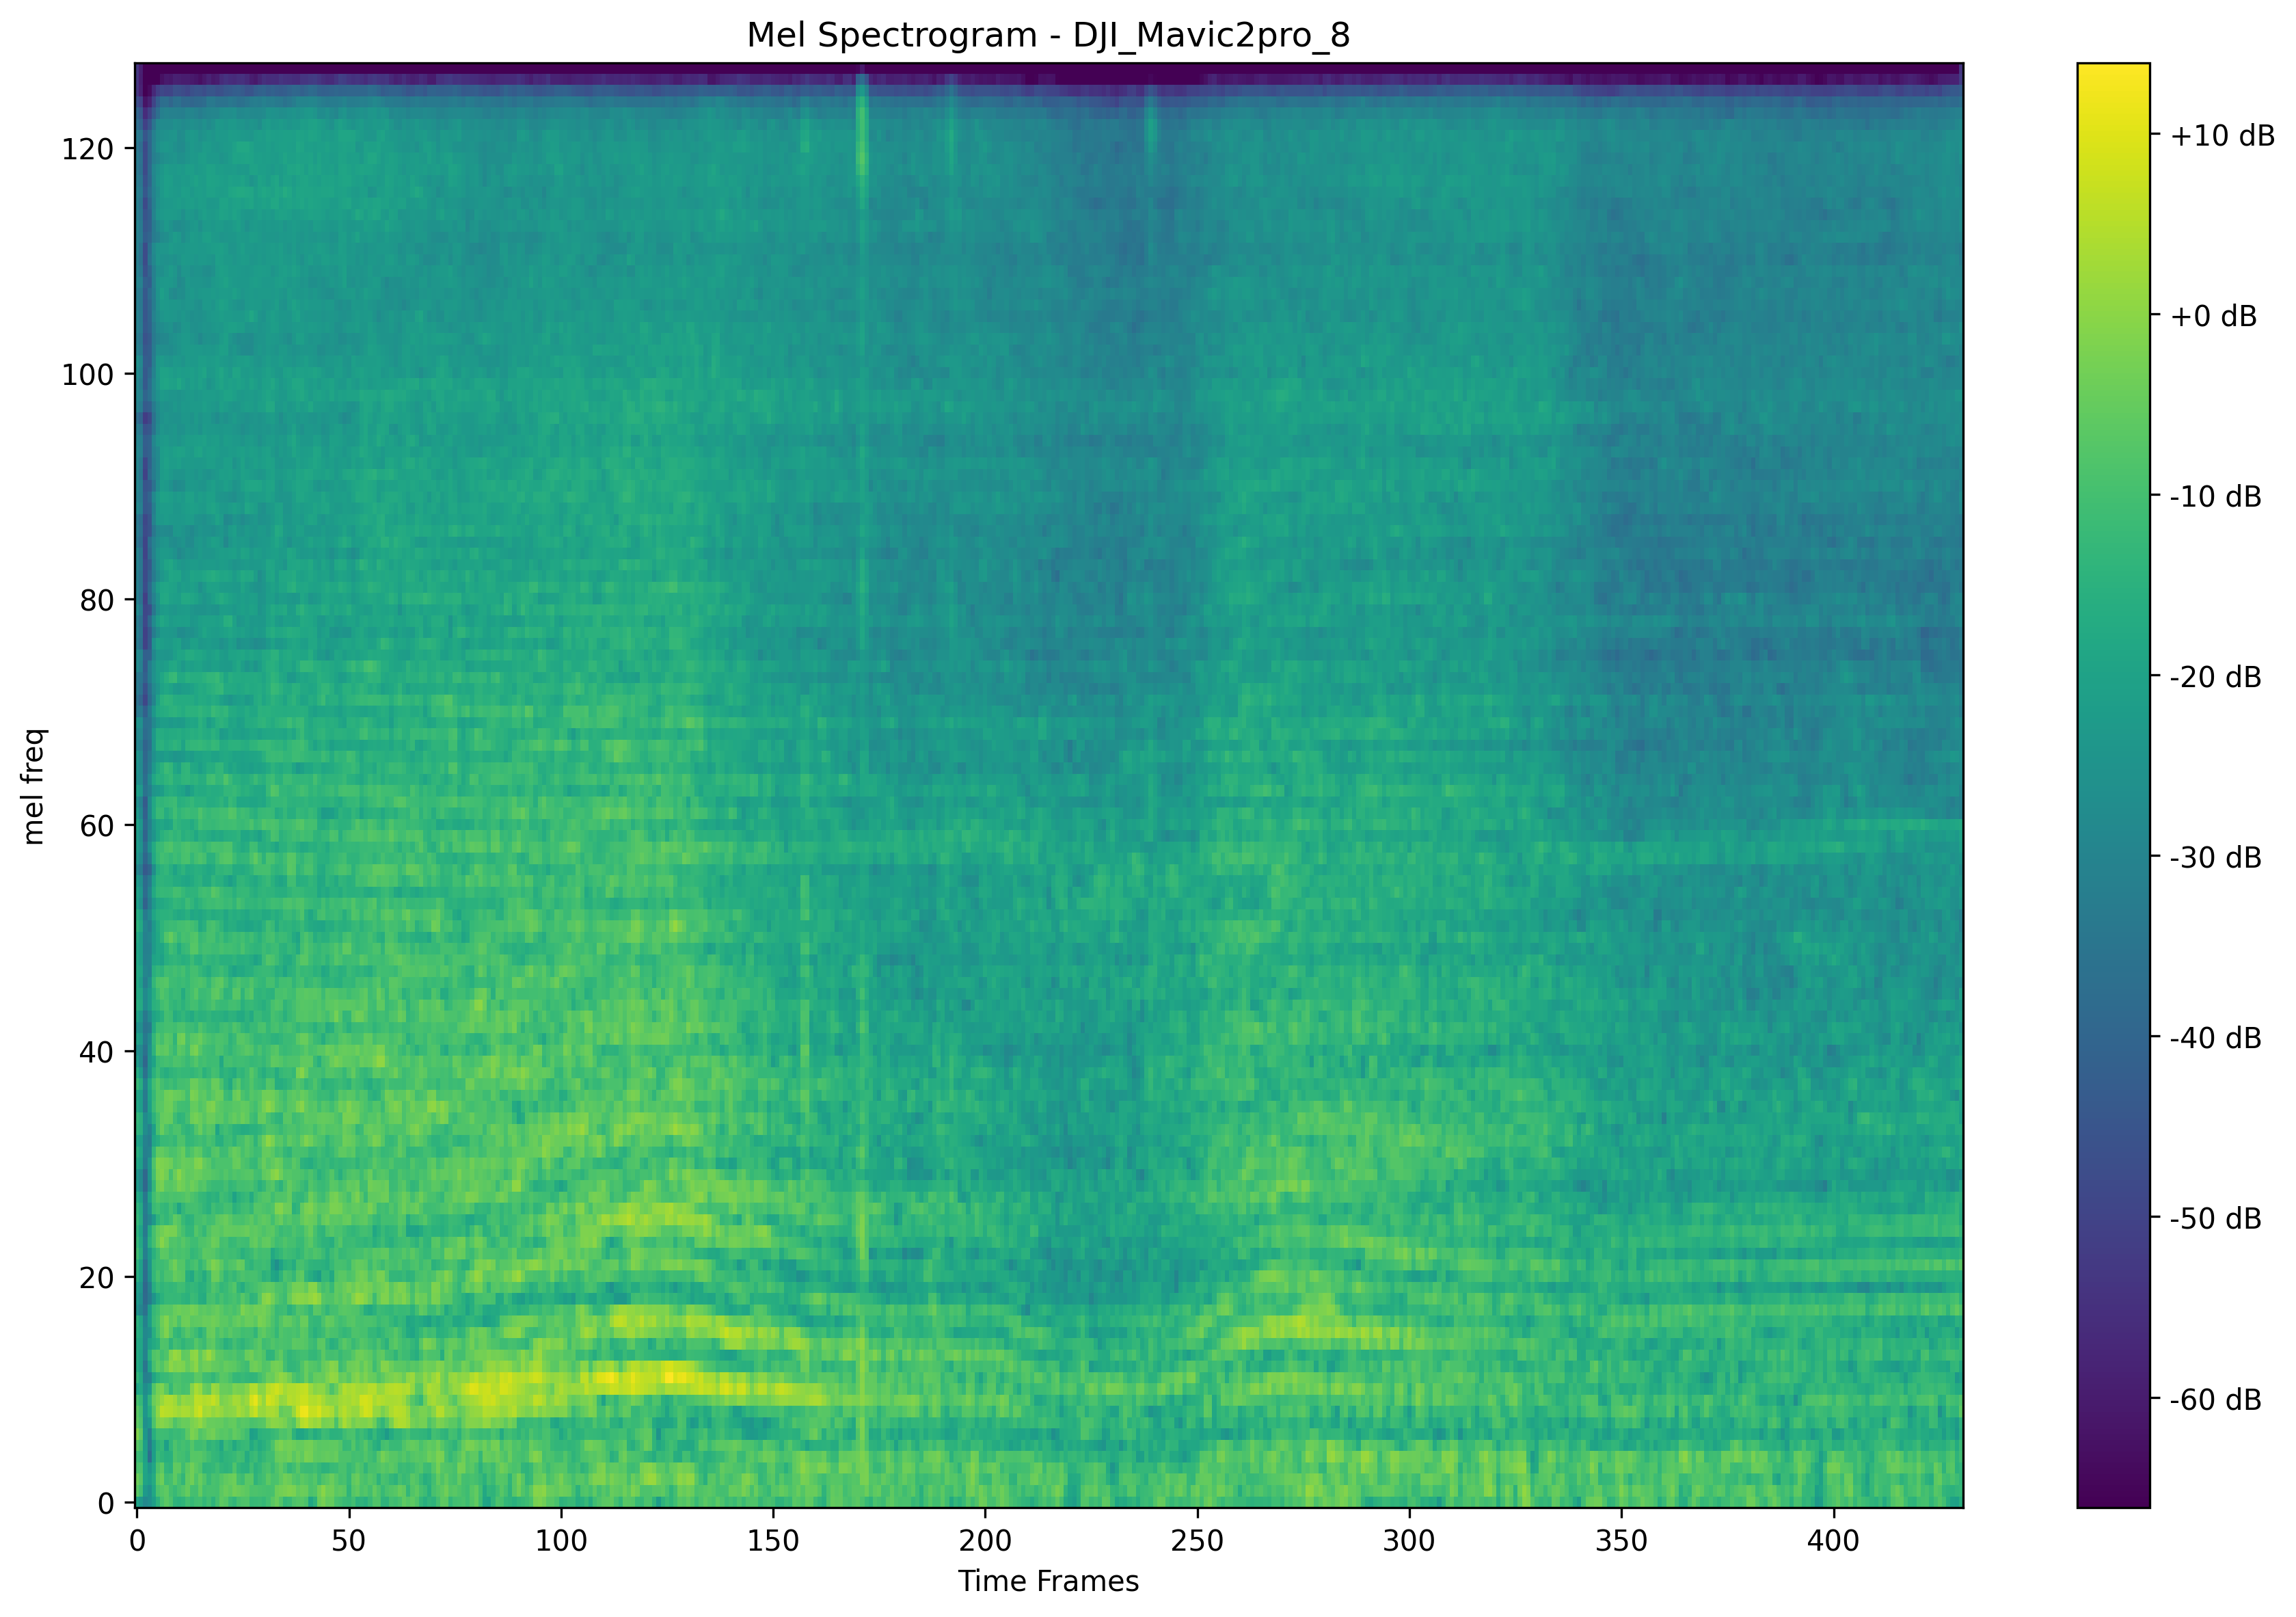 Mel Spectrogram - DJI_Mavic2pro_8
120
100
80
60
40
20
0
mel freq
0 50 100 150 200 250 300 350 400
Time Frames
+10 dB
+0 dB
-10 dB
-20 dB
-30 dB
-40 dB
-50 dB
-60 dB